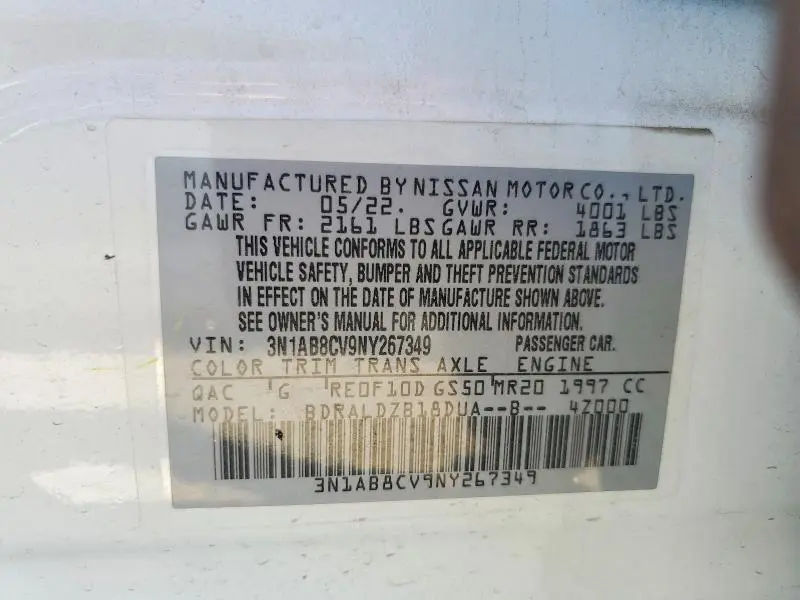 MANUFACTURED BY NISSAN MOTOR CO., LTD.
DATE: 05/22. GVWR: 4001 LBS
GAWR FR: 2161 LBS GAWR RR: 1863 LBS
THIS VEHICLE CONFORMS TO ALL APPLICABLE FEDERAL MOTOR
VEHICLE SAFETY, BUMPER AND THEFT PREVENTION STANDARDS
IN EFFECT ON THE DATE OF MANUFACTURE SHOWN ABOVE.
SEE OWNER'S MANUAL FOR ADDITIONAL INFORMATION.
VIN: 3N1AB8CV9NY267349 PASSENGER CAR.
COLOR TRIM TRANS AXLE ENGINE
QAC G RE0F10D GS50 MR20 1997 CC
MODEL: BDRALDZB18DUA--B-- 4Z000
3N1AB8CV9NY267349